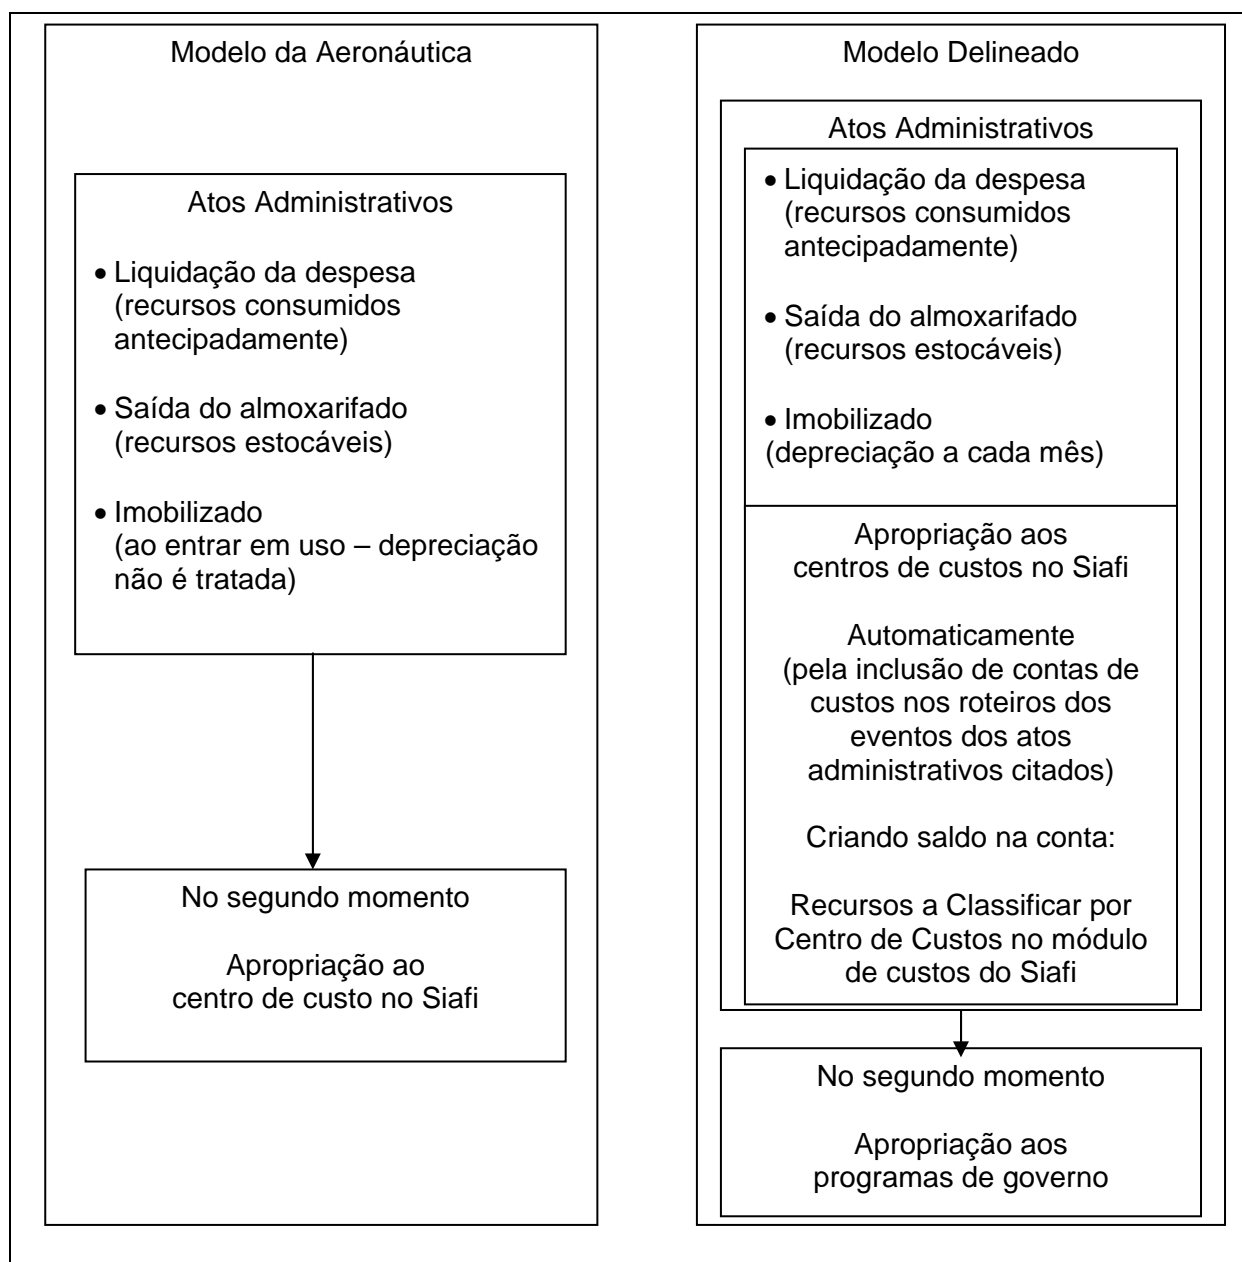 Modelo da Aeronáutica
Atos Administrativos
• Liquidação da despesa
(recursos consumidos
antecipadamente)
• Saída do almoxarifado
(recursos estocáveis)
• Imobilizado
(ao entrar em uso – depreciação
não é tratada)
No segundo momento
Apropriação ao
centro de custo no Siafi
Modelo Delineado
Atos Administrativos
• Liquidação da despesa
(recursos consumidos
antecipadamente)
• Saída do almoxarifado
(recursos estocáveis)
• Imobilizado
(depreciação a cada mês)
Apropriação aos
centros de custos no Siafi
Automaticamente
(pela inclusão de contas de
custos nos roteiros dos
eventos dos atos
administrativos citados)
Criando saldo na conta:
Recursos a Classificar por
Centro de Custos no módulo
de custos do Siafi
No segundo momento
Apropriação aos
programas de governo